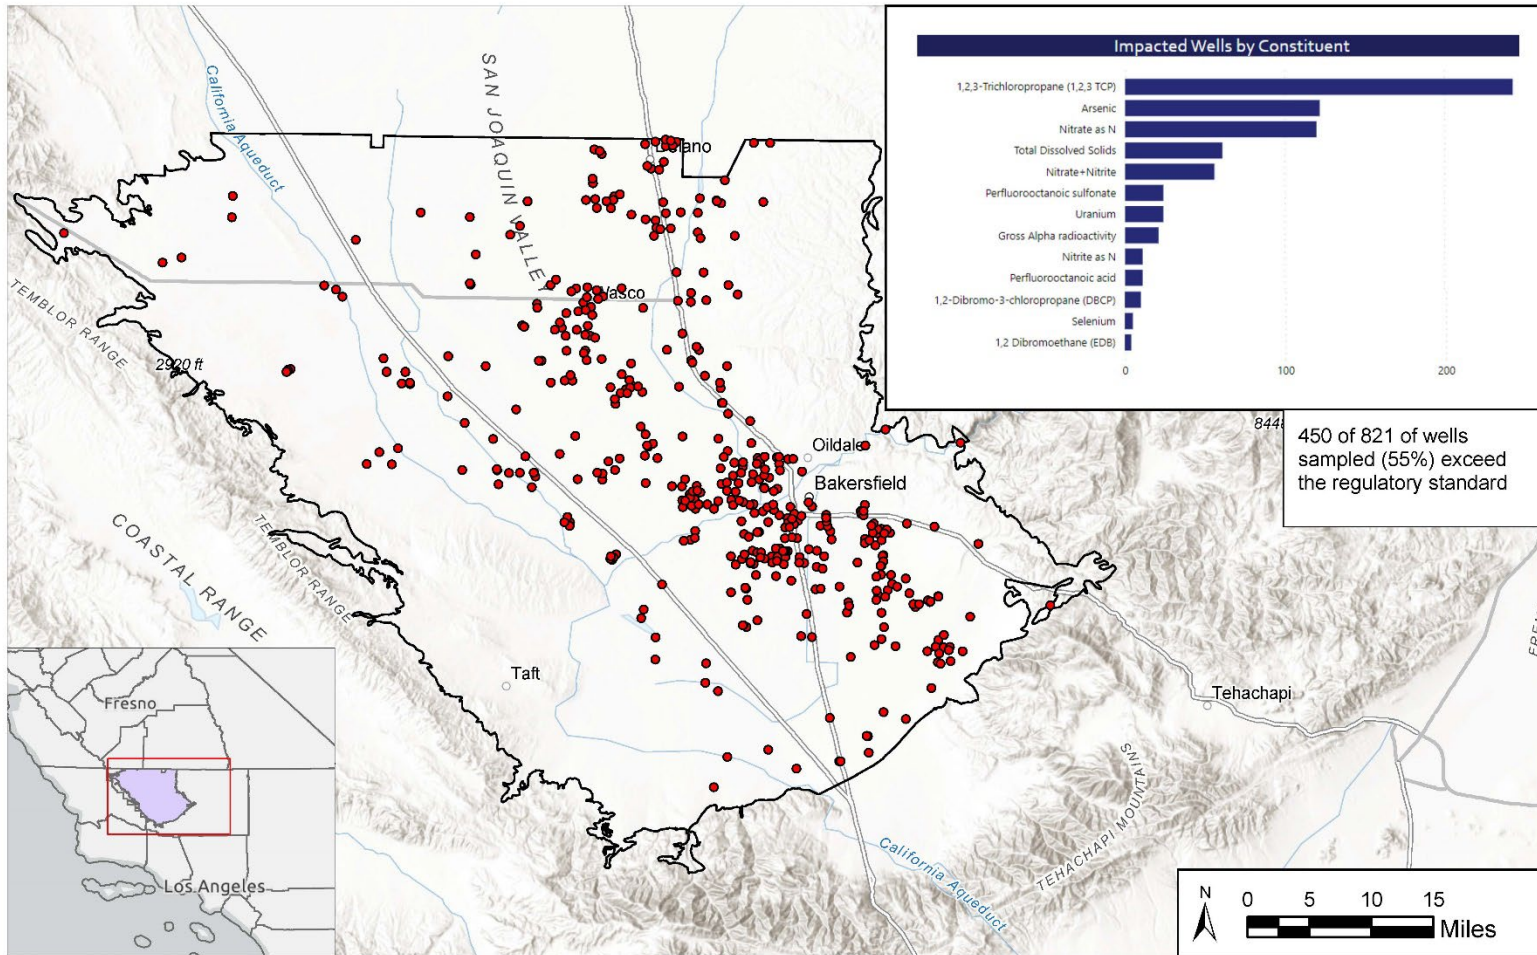 Impacted Wells by Constituent
1,2,3-Trichloropropane (1,2,3 TCP)
Arsenic
Nitrate as N
Total Dissolved Solids
Nitrate+Nitrite
Perfluorooctanoic sulfonate
Uranium
Gross Alpha radioactivity
Nitrite as N
Perfluorooctanoic acid
1,2-Dibromo-3-chloropropane (DBCP)
Selenium
1,2 Dibromoethane (EDB)
0 100 200
450 of 821 of wells
sampled (55%) exceed
the regulatory standard
California Aqueduct
SAN JOAQUIN VALLEY
Delano
Wasco
TEMBLOR RANGE
2920 ft
Oildale
Bakersfield
COASTAL RANGE
TEMBLOR RANGE
Taft
Tehachapi
TEHACHAPI MOUNTAINS
California Aqueduct
Fresno
Los Angeles
N
0 5 10 15
Miles